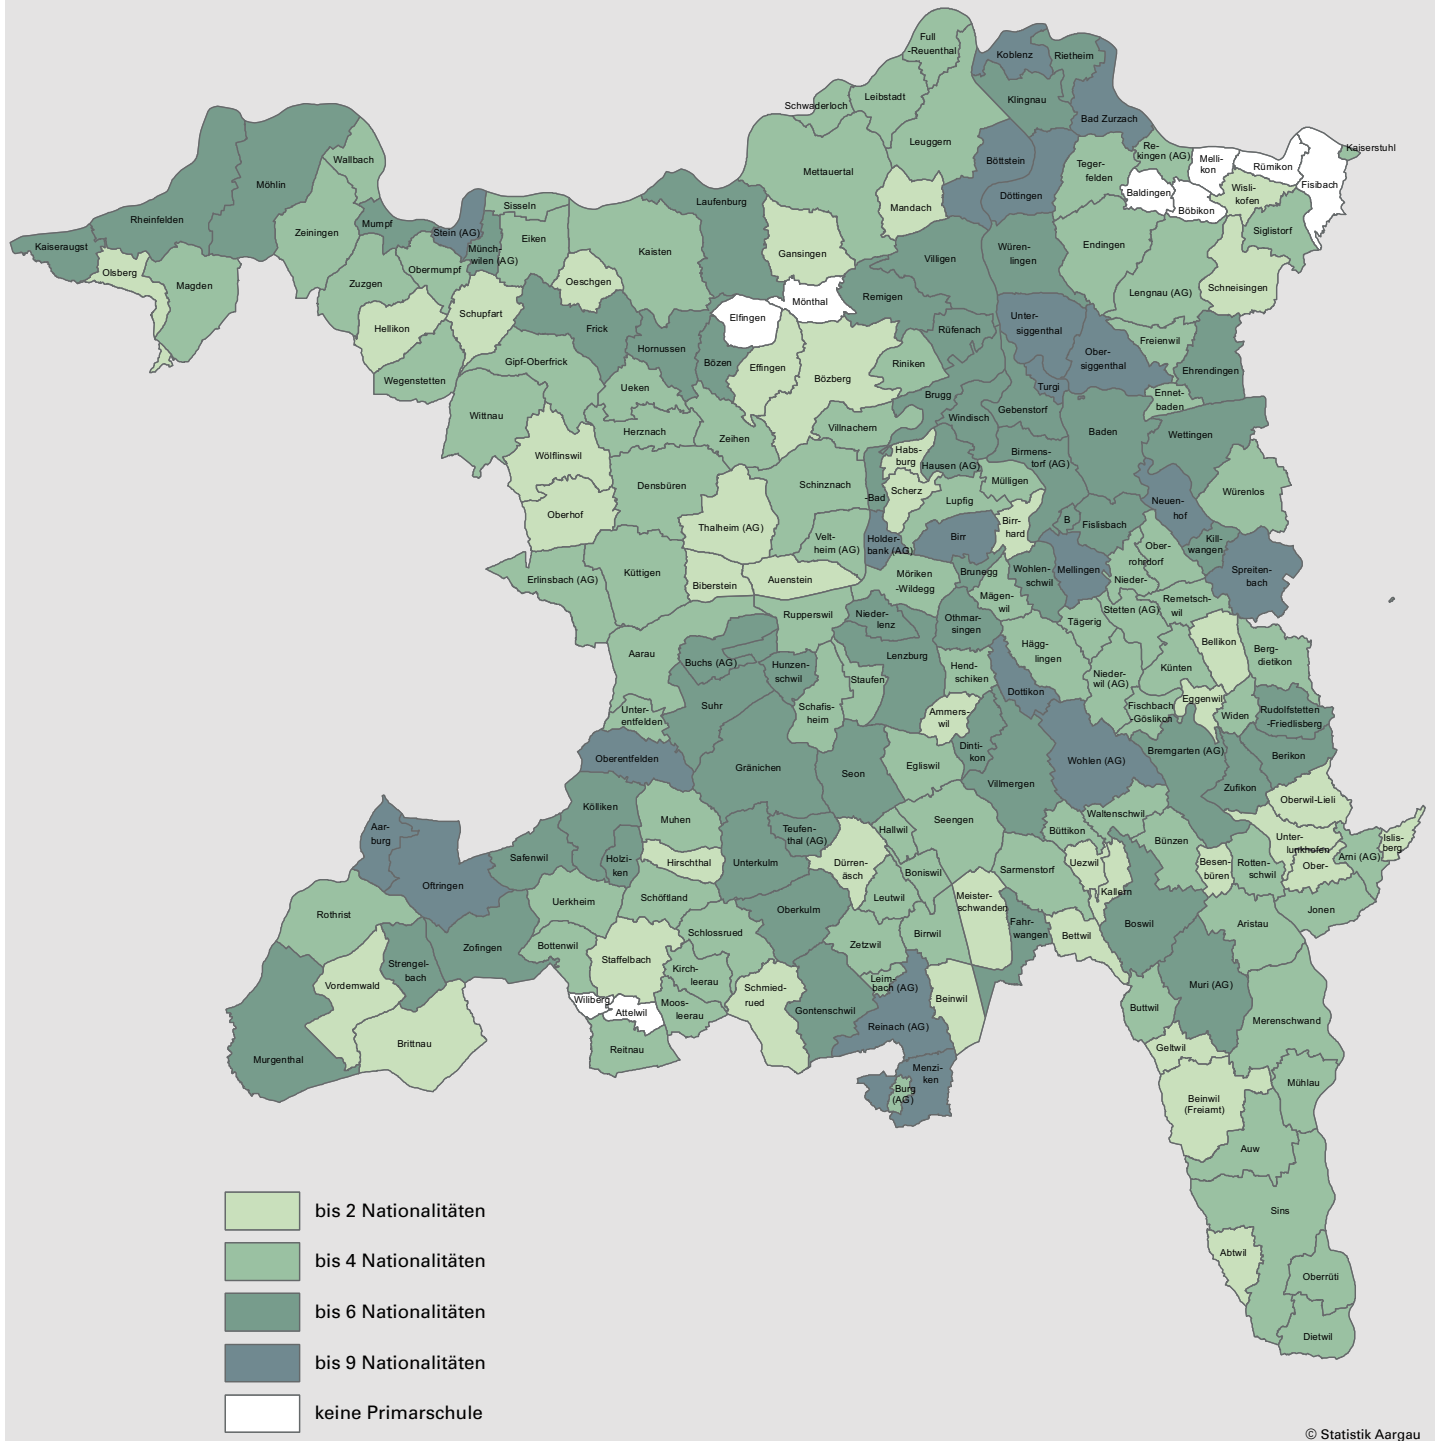 Full
-Reuenthal
Koblenz
Rietheim
Schwaderloch
Leibstadt
Klingnau
Bad Zurzach
Leuggern
Kaiserstuhl
Re-
kingen (AG)
Melli-
kon
Rümikon
Fisibach
Wallbach
Möhlin
Mettauertal
Böttstein
Teger-
felden
Baldingen
Wisli-
kofen
Böbikon
Döttingen
Mandach
Laufenburg
Sisseln
Rheinfelden
Mumpf
Stein (AG)
Zeiningen
Eiken
Münch-
wilen (AG)
Kaiseraugst
Kaisten
Gansingen
Villigen
Würen-
lingen
Endingen
Siglistorf
Olsberg
Magden
Zuzgen
Obermumpf
Oeschgen
Schneisingen
Lengnau (AG)
Remigen
Mönthal
Elfingen
Schupfart
Hellikon
Frick
Unter-
siggenthal
Rüfenach
Freienwil
Hornussen
Ober-
siggenthal
Gipf-Oberfrick
Bözen
Effingen
Bözberg
Riniken
Ehrendingen
Wegenstetten
Ueken
Turgi
Ennet-
baden
Brugg
Gebenstorf
Windisch
Wittnau
Herznach
Zeihen
Villnachern
Baden
Wettingen
Wölflinswil
Habs-
burg
Hausen (AG)
Birmens-
torf (AG)
Mülligen
Densbüren
Schinznach
-Bad
Scherz
Lupfig
Neuen-
hof
Würenlos
Oberhof
Thalheim (AG)
Birr-
hard
B
Fislisbach
Velt-
heim (AG)
Holder-
bank (AG)
Birr
Kill-
wangen
Ober-
rohrdorf
Nieder-
Spreiten-
bach
Erlinsbach (AG)
Küttigen
Biberstein
Auenstein
Möriken
-Wildegg
Brunegg
Wohlen-
schwil
Mellingen
Mägen-
wil
Stetten (AG)
Remetsch-
wil
Rupperswil
Nieder-
lenz
Othmar-
singen
Tägerig
Bellikon
Berg-
dietikon
Aarau
Buchs (AG)
Hunzen-
schwil
Lenzburg
Hägg-
lingen
Künten
Staufen
Hend-
schiken
Nieder-
wil (AG)
Dottikon
Eggenwil
Unter-
entfelden
Suhr
Schafis-
heim
Ammers-
wil
Fischbach
-Göslikon
Widen
Rudolfstetten
-Friedlisberg
Oberentfelden
Gränichen
Seon
Egliswil
Dinti-
kon
Wohlen (AG)
Bremgarten (AG)
Berikon
Villmergen
Zufikon
Oberwil-Lieli
Kölliken
Muhen
Seengen
Waltenschwil
Aar-
burg
Teufen-
thal (AG)
Hallwil
Büttikon
Bünzen
Unter-
lunkhofen
Ober-
Islis-
berg
Arni (AG)
Safenwil
Holzi-
ken
Hirschthal
Unterkulm
Dürren-
äsch
Boniswil
Sarmenstorf
Uezwil
Besen-
büren
Rotten-
schwil
Oftringen
Kallern
Leutwil
Meister-
schwanden
Uerkheim
Schöftland
Oberkulm
Jonen
Rothrist
Fahr-
wangen
Bettwil
Boswil
Aristau
Zofingen
Bottenwil
Schlossrued
Zetzwil
Birrwil
Staffelbach
Strengel-
bach
Kirch-
leerau
Leim-
bach (AG)
Vordemwald
Schmied-
rued
Beinwil
Muri (AG)
Wiliberg
Attelwil
Moos-
leerau
Gontenschwil
Buttwil
Merenschwand
Reinach (AG)
Brittnau
Reitnau
Geltwil
Murgenthal
Menzi-
ken
Burg
(AG)
Mühlau
Beinwil
(Freiamt)
Auw
Sins
Abtwil
Oberrüti
Dietwil
bis 2 Nationalitäten
bis 4 Nationalitäten
bis 6 Nationalitäten
bis 9 Nationalitäten
keine Primarschule
© Statistik Aargau